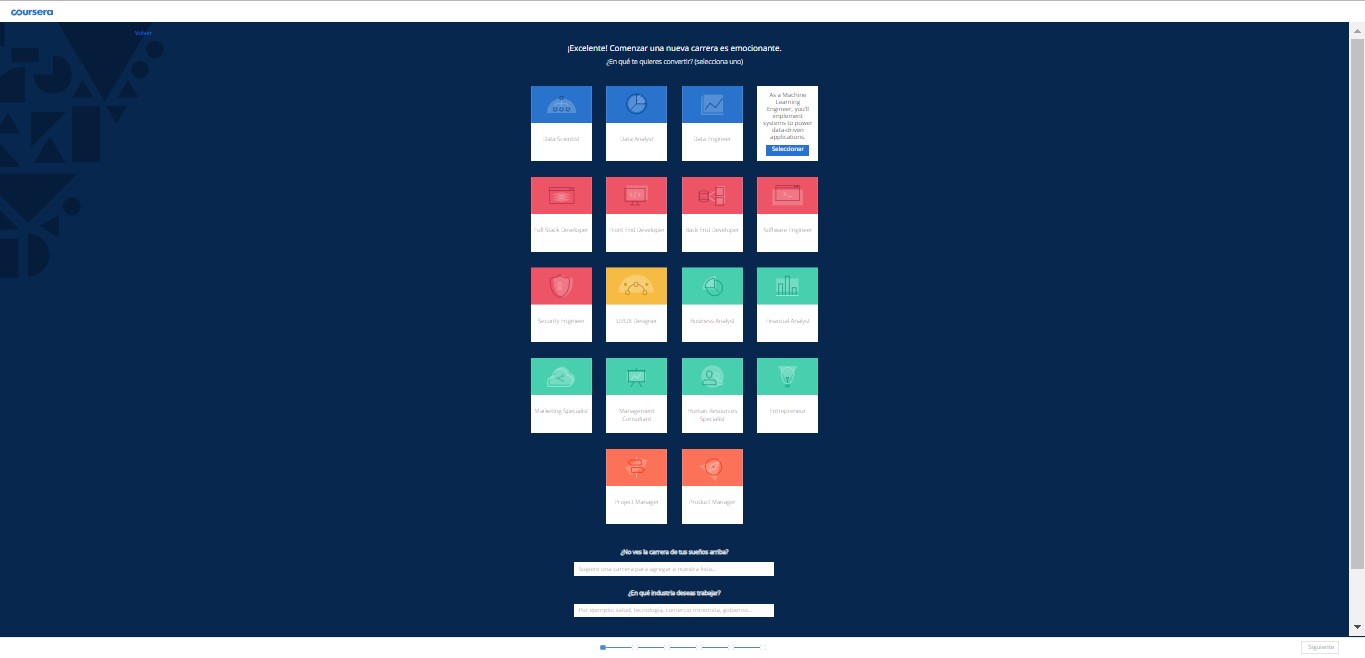 coursera
Volver
¡Excelente! Comenzar una nueva carrera es emocionante.
¿En qué te quieres convertir? (selecciona uno)
Data Scientist
Data Analyst
Data Engineer
As a Machine
Learning
Engineer, you'll
implement
systems to power
data-driven
applications.
Seleccionar
Full Stack Developer
Front End Developer
Back End Developer
Software Engineer
Security Engineer
UI/UX Designer
Business Analyst
Financial Analyst
Marketing Specialist
Management
Consultant
Human Resources
Specialist
Entrepreneur
Project Manager
Product Manager
¿No ves la carrera de tus sueños arriba?
Sugiere una carrera para agregar a nuestra lista...
¿En qué industria deseas trabajar?
Por ejemplo: salud, tecnología, comercio minorista, gobierno...
Siguiente